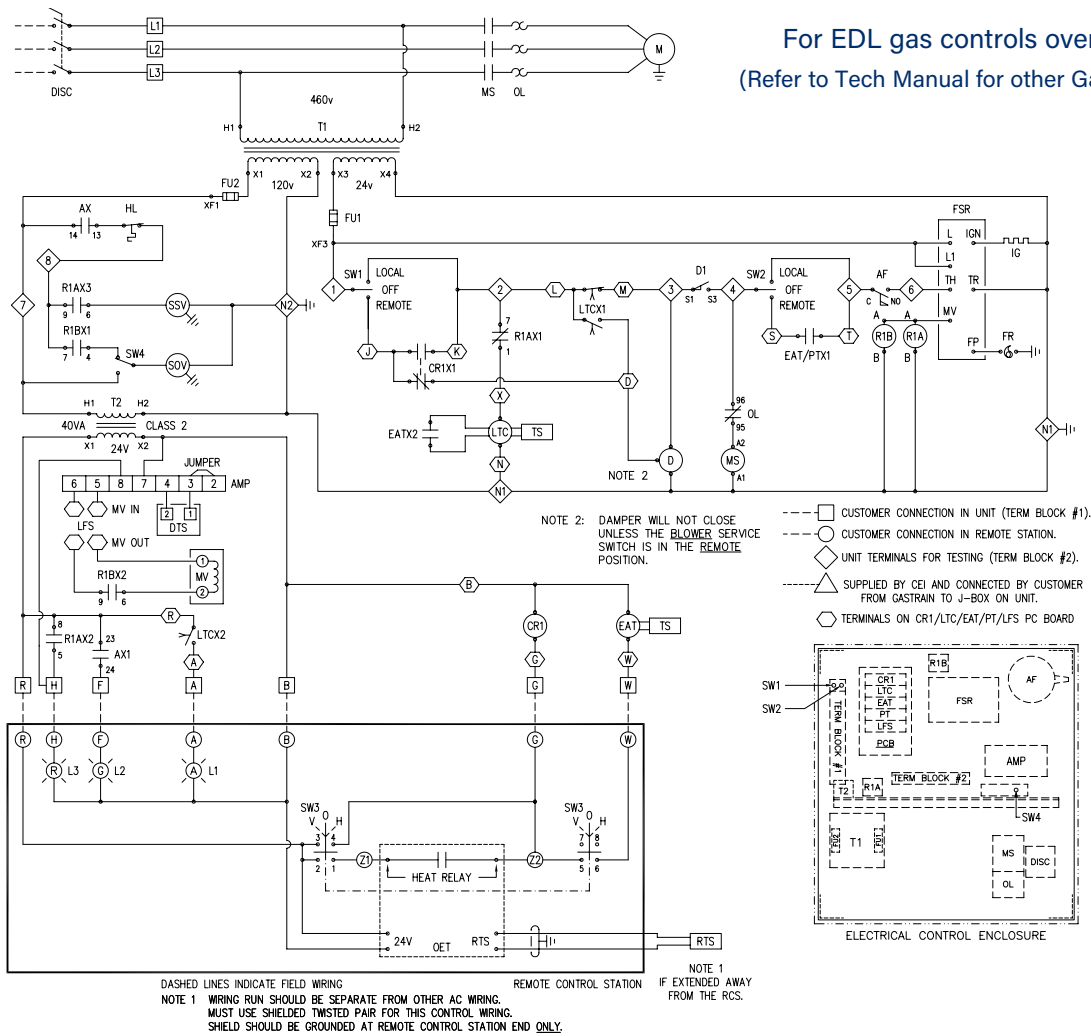 For EDL gas controls over
(Refer to Tech Manual for other Ga
L1
L2
L3
DISC
MS OL
M
460v
H1 T1 H2
X1 X2 X3 X4
120v 24v
FU2
XF1
FU1
XF3
AX HL
14 13
8
7
R1AX3
9 6
SSV
N2
R1BX1
7 4
SW4
SOV
H1 T2 H2
40VA CLASS 2
X1 24V X2
JUMPER
6 5 8 7 4 3 2 AMP
MV IN
2 1
DTS
LFS
MV OUT
1
MV
2
R1BX2
9 6
1 SW1 LOCAL
OFF
REMOTE
J K
CR1X1
2
7
R1AX1
1
X
EATX2
LTC TS
N
N1
L M
LTCX1
D
3 D1 4
S1 S3
SW2 LOCAL
OFF
REMOTE
S T
EAT/PTX1
5 AF 6
C NO
96
OL
95
A2
MS
A1
D
NOTE 2
FSR
L IGN
IG
L1
TH TR
MV
FP FR
A A
R1B R1A
B B
N1
NOTE 2: DAMPER WILL NOT CLOSE
UNLESS THE BLOWER SERVICE
SWITCH IS IN THE REMOTE
POSITION.
CUSTOMER CONNECTION IN UNIT (TERM BLOCK #1).
CUSTOMER CONNECTION IN REMOTE STATION.
UNIT TERMINALS FOR TESTING (TERM BLOCK #2).
SUPPLIED BY CEI AND CONNECTED BY CUSTOMER
FROM GASTRAIN TO J-BOX ON UNIT.
TERMINALS ON CR1/LTC/EAT/PT/LFS PC BOARD
8
R1AX2
5
23
AX1
24
R
LTCX2
A
B
CR1
G
EAT TS
W
R H F A B G W
R H F A B G W
R L3 G L2 A L1
SW3
V O H
3 4
2 1
Z1
HEAT RELAY
Z2
SW3
V O H
7 8
5 6
24V OET RTS
RTS
DASHED LINES INDICATE FIELD WIRING
REMOTE CONTROL STATION
NOTE 1
IF EXTENDED AWAY
FROM THE RCS.
NOTE 1 WIRING RUN SHOULD BE SEPARATE FROM OTHER AC WIRING.
MUST USE SHIELDED TWISTED PAIR FOR THIS CONTROL WIRING.
SHIELD SHOULD BE GROUNDED AT REMOTE CONTROL STATION END ONLY.
SW1
SW2
TERM BLOCK #1
CR1
LTC
EAT
PT
LFS
PCB
R1B
FSR
AF
AMP
T2
R1A
TERM BLOCK #2
SW4
FU2
T1
FU1
MS
OL
DISC
ELECTRICAL CONTROL ENCLOSURE